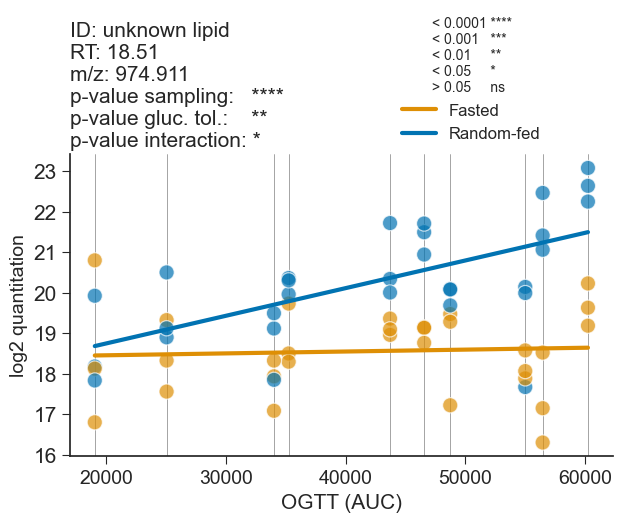 ID: unknown lipid
RT: 18.51
m/z: 974.911
p-value sampling: ****
p-value gluc. tol.: **
p-value interaction: *
< 0.0001 ****
< 0.001 ***
< 0.01 **
< 0.05 *
> 0.05 ns
Fasted
Random-fed
log2 quantitation
23
22
21
20
19
18
17
16
20000 30000 40000 50000 60000
OGTT (AUC)